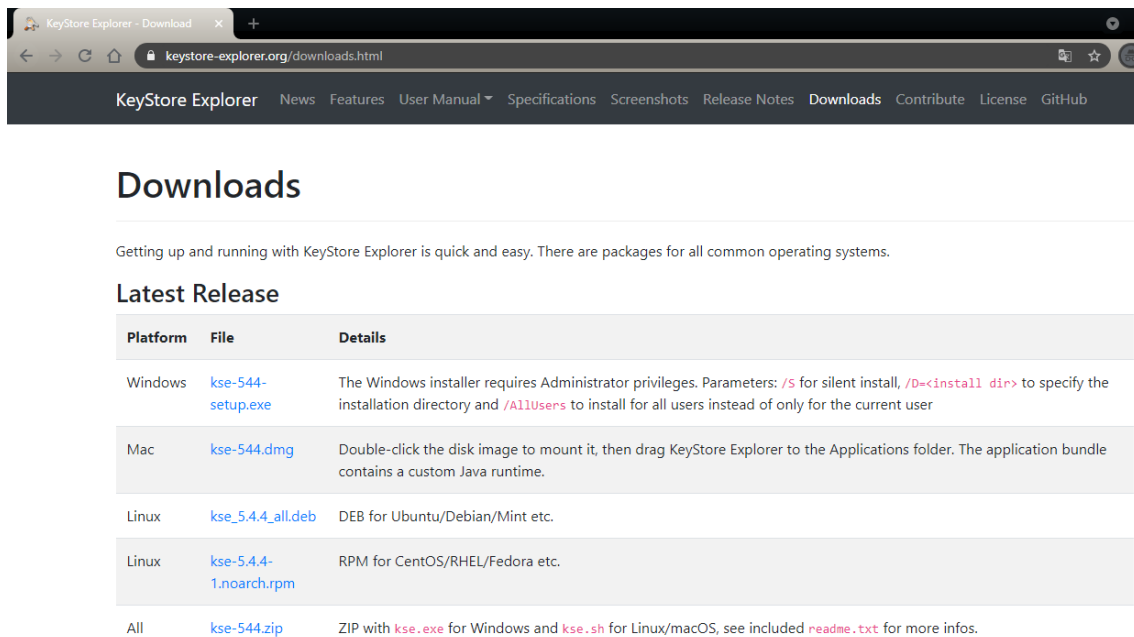 KeyStore Explorer - Download
keystore-explorer.org/downloads.html
KeyStore Explorer News Features User Manual Specifications Screenshots Release Notes Downloads Contribute License GitHub
Downloads
Getting up and running with KeyStore Explorer is quick and easy. There are packages for all common operating systems.
Latest Release
Platform File Details
Windows kse-544- The Windows installer requires Administrator privileges. Parameters: /S for silent install, /D=<install dir> to specify the
setup.exe installation directory and /AllUsers to install for all users instead of only for the current user
Mac kse-544.dmg Double-click the disk image to mount it, then drag KeyStore Explorer to the Applications folder. The application bundle
contains a custom Java runtime.
Linux kse_5.4.4_all.deb DEB for Ubuntu/Debian/Mint etc.
Linux kse-5.4.4- RPM for CentOS/RHEL/Fedora etc.
1.noarch.rpm
All kse-544.zip ZIP with kse.exe for Windows and kse.sh for Linux/macOS, see included readme.txt for more infos.